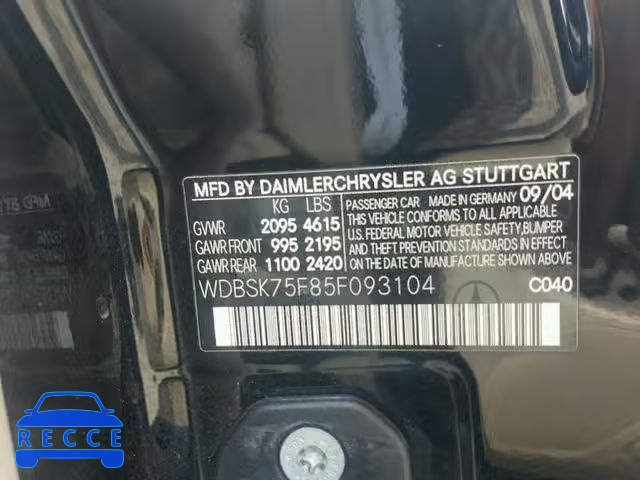 MFD BY DAIMLERCHRYSLER AG STUTTGART
KG LBS
GVWR 2095 4615
GAWR FRONT 995 2195
GAWR REAR 1100 2420
PASSENGER CAR MADE IN GERMANY 09/04
THIS VEHICLE CONFORMS TO ALL APPLICABLE
U.S. FEDERAL MOTOR VEHICLE SAFETY,BUMPER
AND THEFT PREVENTION STANDARDS IN EFFECT
ON THE DATE OF MANUFACTURE SHOWN ABOVE
WDBSK75F85F093104 C040
RECCE